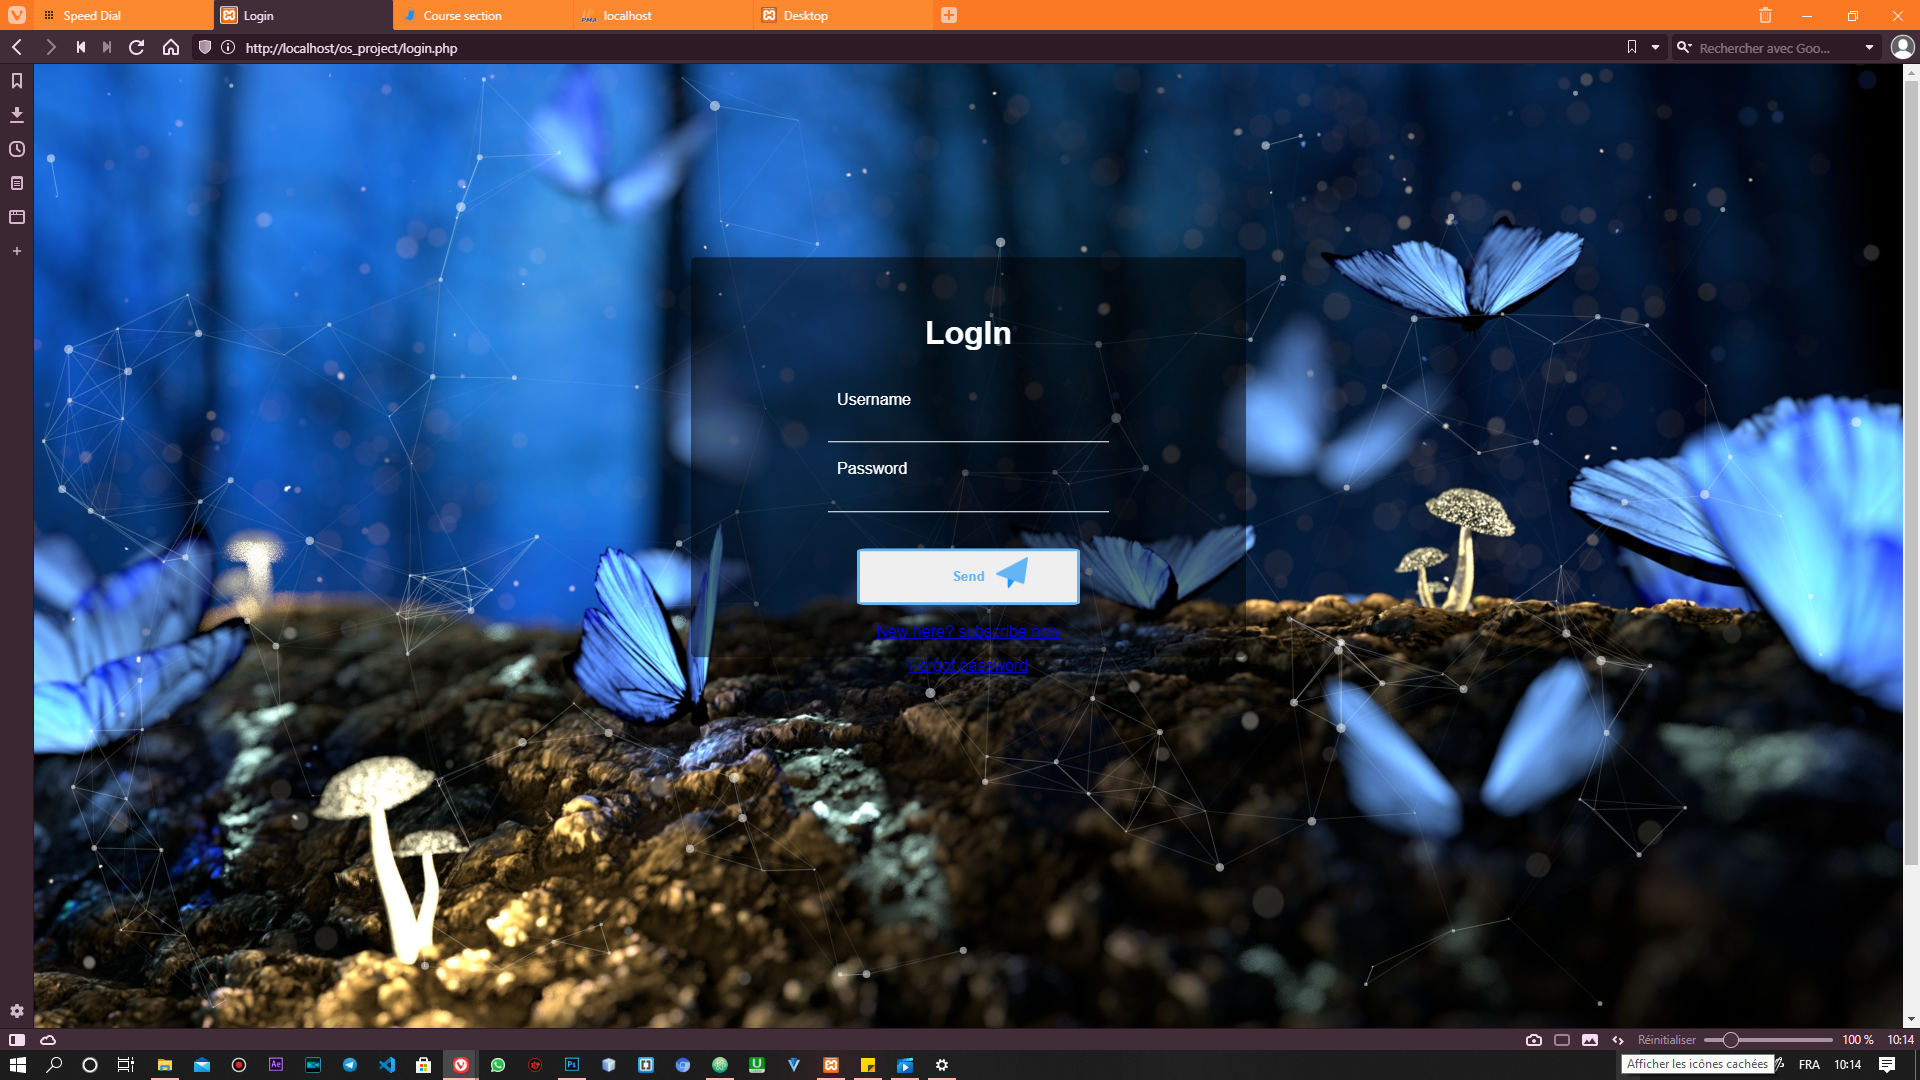 Speed Dial
Login
Course section
localhost
Desktop
http://localhost/os_project/login.php
Rechercher avec Goo...
LogIn
Username
Password
Send
New here? subscribe now
Forgot password
Réinitialiser
100 %
10:14
Afficher les icônes cachées
FRA
10:14